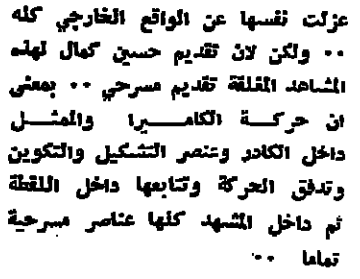 عزلت نفسها عن الواقع الخارجي كله
.. ولكن لان تقديم حسين كمال لهذه
المشاهد المغلقة تقديم مسرحي .. بمعنى
ان حركة الكاميرا والممثل
داخل الكادر وعنصر التشكيل والتكوين
وتدفق الحركة وتتابعها داخل اللقطة
ثم داخل المشهد كلها عناصر مسرحية
تماما ..